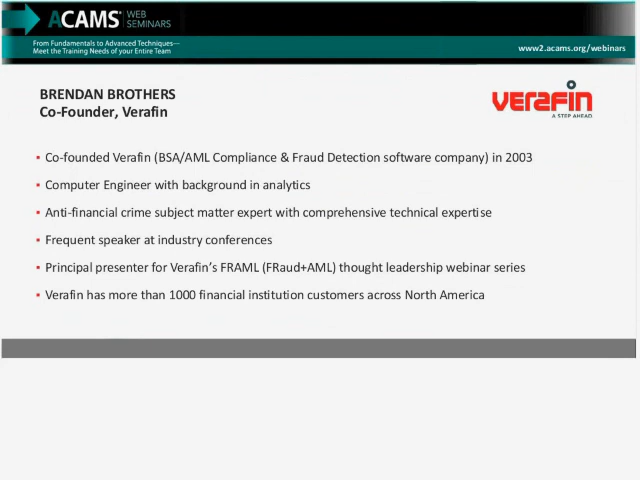 ACAMS® WEB SEMINARS
From Fundamentals to Advanced Techniques—
Meet the Training Needs of your Entire Team
www2.acams.org/webinars
BRENDAN BROTHERS
Co-Founder, Verafin
VERAFIN
A STEP AHEAD
▪ Co-founded Verafin (BSA/AML Compliance & Fraud Detection software company) in 2003
▪ Computer Engineer with background in analytics
▪ Anti-financial crime subject matter expert with comprehensive technical expertise
▪ Frequent speaker at industry conferences
▪ Principal presenter for Verafin’s FRAML (FRaud+AML) thought leadership webinar series
▪ Verafin has more than 1000 financial institution customers across North America